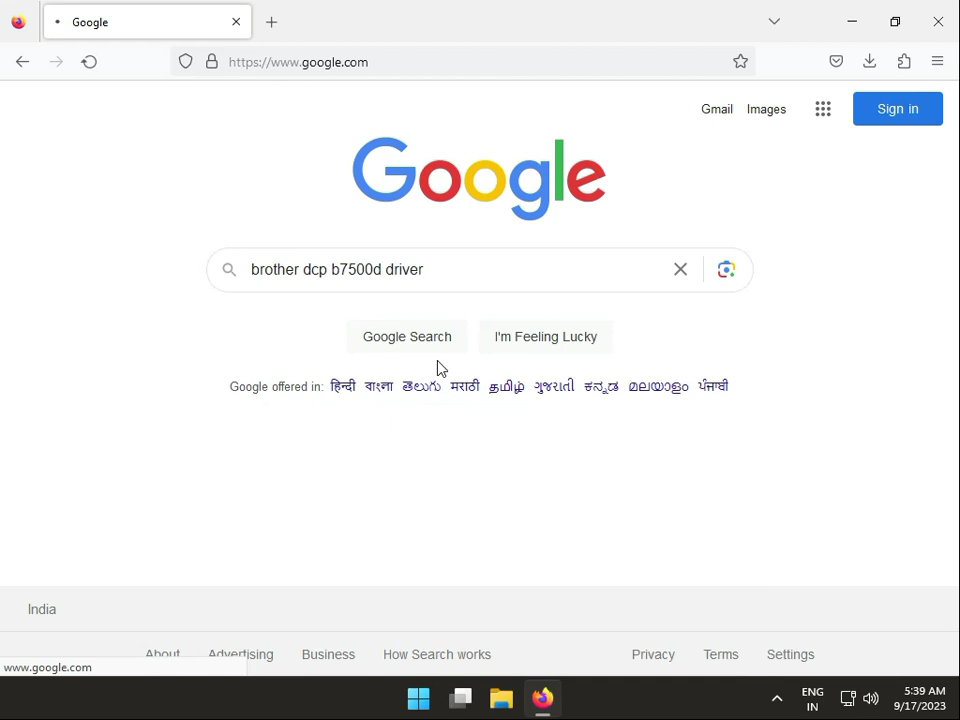 Google
https://www.google.com
Gmail Images Sign in
Google
brother dcp b7500d driver
Google Search I'm Feeling Lucky
Google offered in: हिन्दी বাংলা తెలుగు मराठी தமிழ் ગુજરાતી ಕನ್ನಡ മലയാളം ਪੰਜਾਬੀ
India
About Advertising Business How Search works Privacy Terms Settings
www.google.com
ENG 5:39 AM
IN 9/17/2023